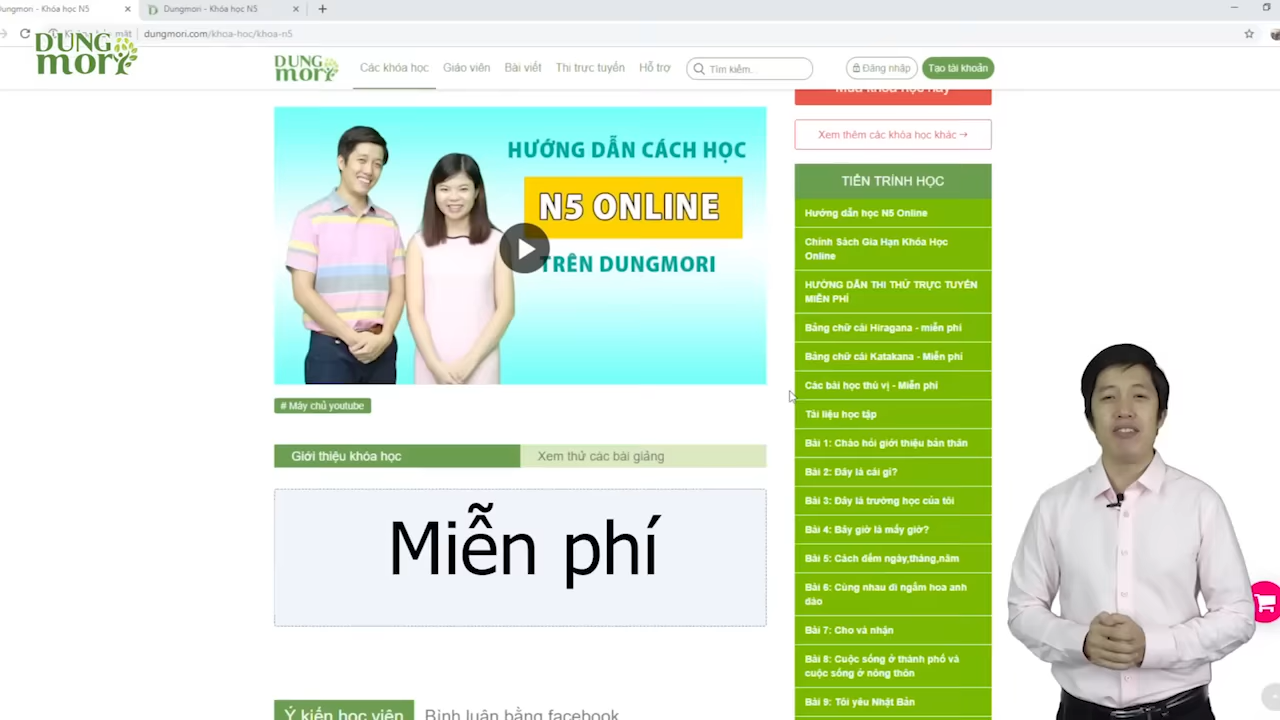 Dungmori - Khóa học N5
Dungmori - Khóa học N5
dungmori.com/khoa-hoc/khoa-n5
DUNG
mori
DUNG
mori
Các khóa học
Giáo viên
Bài viết
Thi trực tuyến
Hỗ trợ
Tìm kiếm.
Đăng nhập
Tạo tài khoản
Mua khóa học này
HƯỚNG DẪN CÁCH HỌC
N5 ONLINE
TRÊN DUNGMORI
# Máy chủ youtube
Giới thiệu khóa học
Xem thử các bài giảng
Miễn phí
Ý kiến học viên
Bình luận bằng facebook
Xem thêm các khóa học khác →
TIẾN TRÌNH HỌC
Hướng dẫn học N5 Online
Chính Sách Gia Hạn Khóa Học
Online
HƯỚNG DẪN THI THỬ TRỰC TUYẾN
MIỄN PHÍ
Bảng chữ cái Hiragana - miễn phí
Bảng chữ cái Katakana - Miễn phí
Các bài học thú vị - Miễn phí
Tài liệu học tập
Bài 1: Chào hỏi giới thiệu bản thân
Bài 2: Đây là cái gì?
Bài 3: Đây là trường học của tôi
Bài 4: Bây giờ là mấy giờ?
Bài 5: Cách đếm ngày,tháng,năm
Bài 6: Cùng nhau đi ngắm hoa anh
đào
Bài 7: Cho và nhận
Bài 8: Cuộc sống ở thành phố và
cuộc sống ở nông thôn
Bài 9: Tôi yêu Nhật Bản